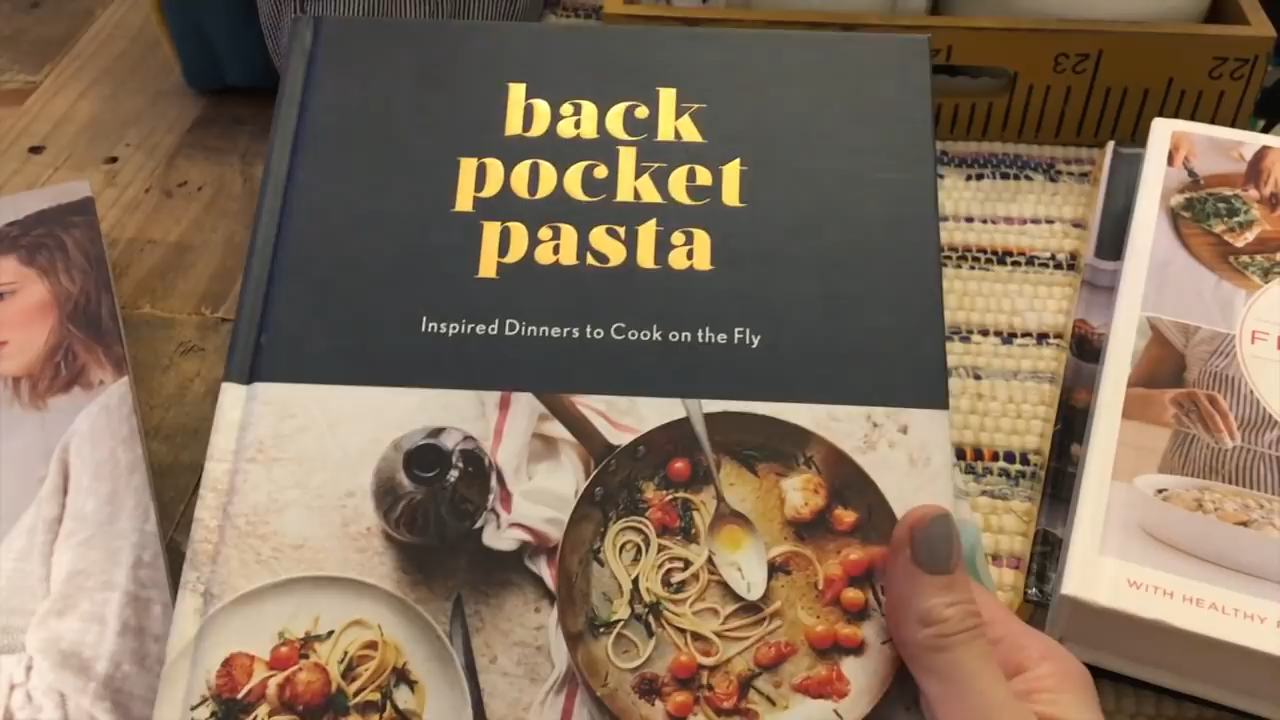 back
pocket
pasta
Inspired Dinners to Cook on the Fly
23
22
WITH HEALTHY